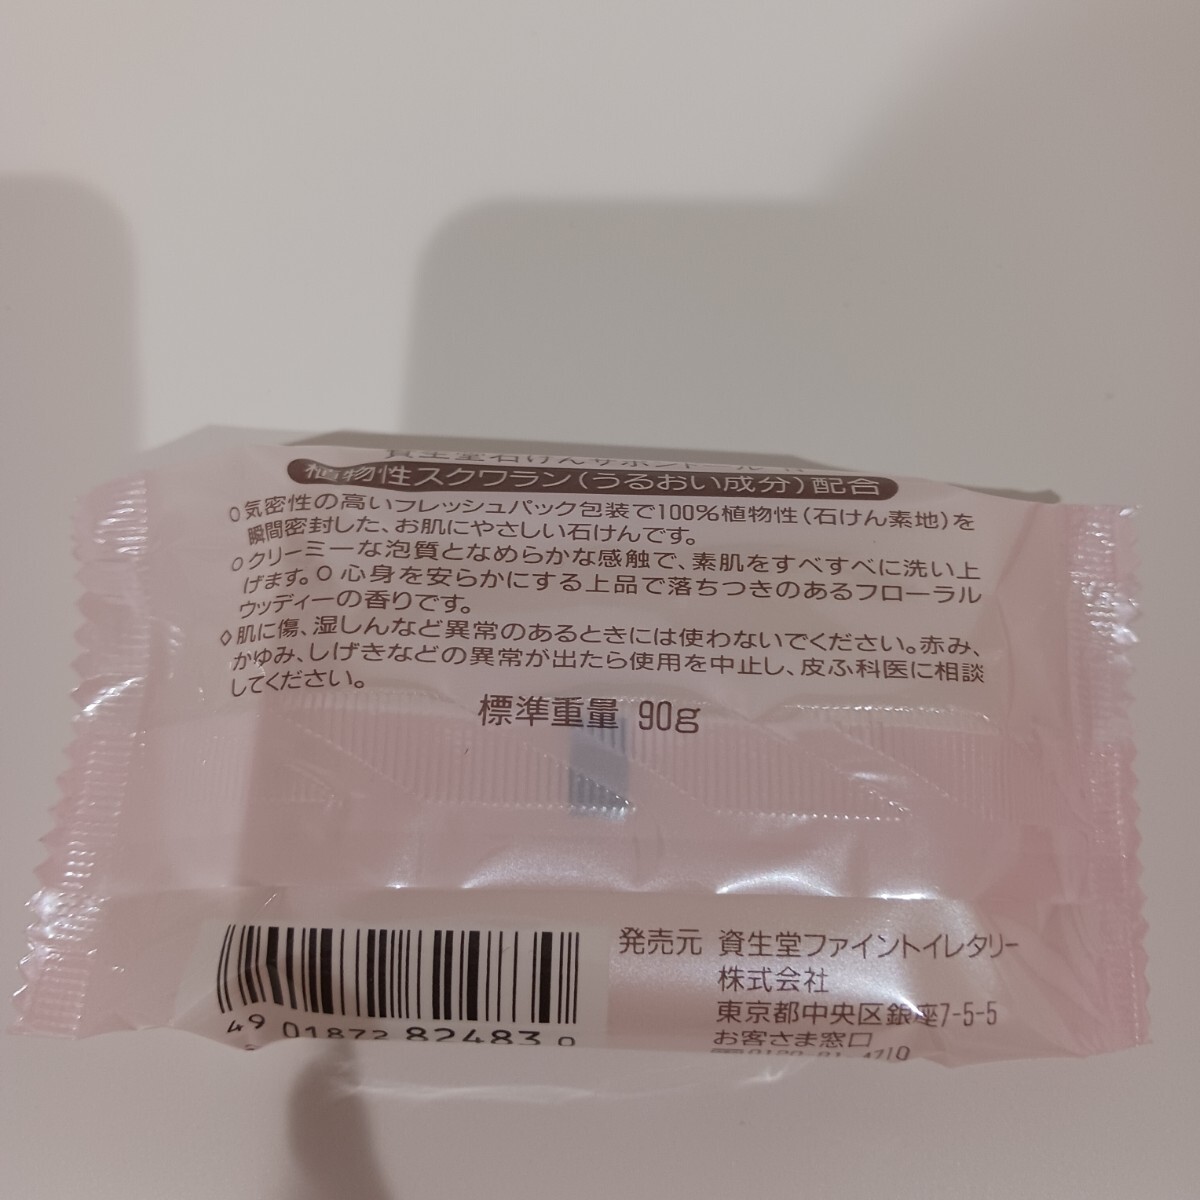 資生堂石けん
植物性スクワラン(うるおい成分)配合
○気密性の高いフレッシュパック包装で100%植物性(石けん素地)を
瞬間密封した、お肌にやさしい石けんです。
○クリーミーな泡質となめらかな感触で、素肌をすべすべに洗い上
げます。○心身を安らかにする上品で落ちつきのあるフローラル
ウッディーの香りです。
◇肌に傷、湿しんなど異常のあるときには使わないでください。赤み、
かゆみ、しげきなどの異常が出たら使用を中止し、皮ふ科医に相談
してください。
標準重量 90g
発売元 資生堂ファイントイレタリー
株式会社
東京都中央区銀座7-5-5
お客さま窓口
49 01872 82483 0